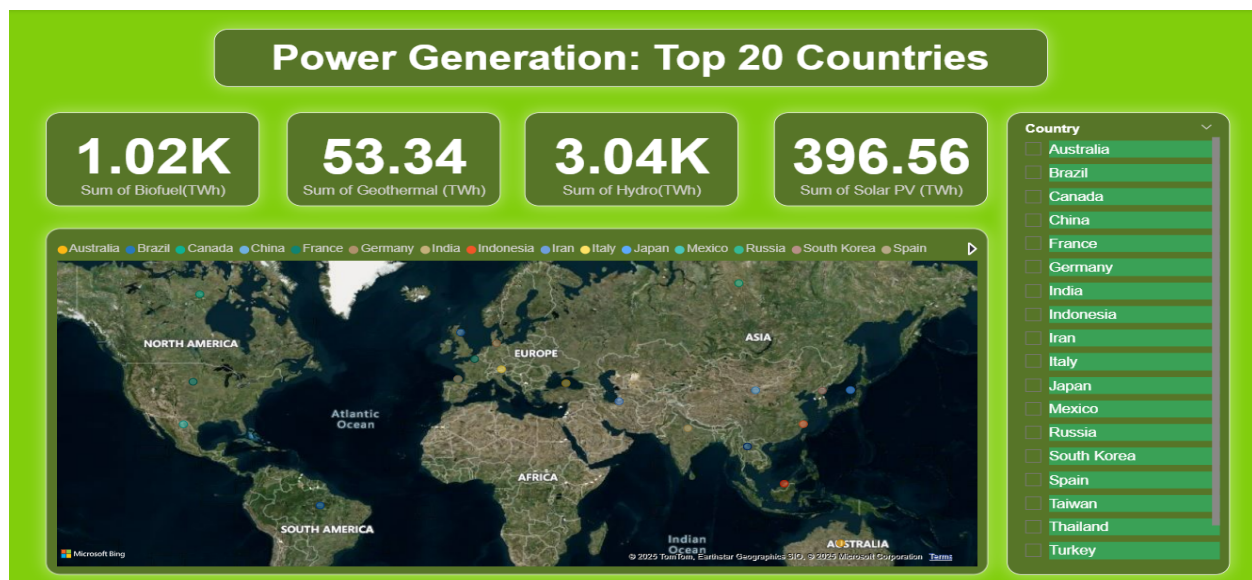 Power Generation: Top 20 Countries
1.02K
Sum of Biofuel(TWh)
53.34
Sum of Geothermal (TWh)
3.04K
Sum of Hydro(TWh)
396.56
Sum of Solar PV (TWh)
Australia Brazil Canada China France Germany India Indonesia Iran Italy Japan Mexico Russia South Korea Spain
NORTH AMERICA
EUROPE
ASIA
Atlantic
Ocean
AFRICA
SOUTH AMERICA
Indian
Ocean
AUSTRALIA
Microsoft Bing
© 2025 TomTom, Earthstar Geographics SIO, © 2025 Microsoft Corporation Terms
Country
Australia
Brazil
Canada
China
France
Germany
India
Indonesia
Iran
Italy
Japan
Mexico
Russia
South Korea
Spain
Taiwan
Thailand
Turkey